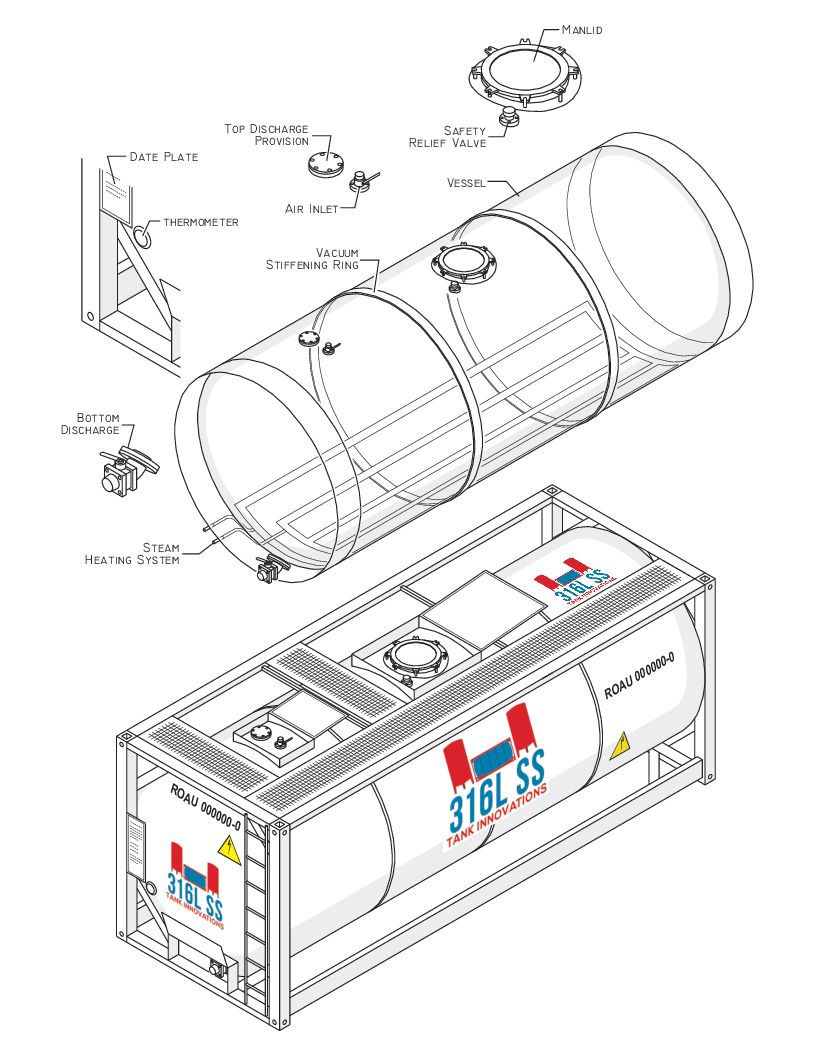 MANLID
TOP DISCHARGE
PROVISION
SAFETY
RELIEF VALVE
DATE PLATE
VESSEL
AIR INLET
THERMOMETER
VACUUM
STIFFENING RING
BOTTOM
DISCHARGE
STEAM
HEATING SYSTEM
316L SS
TANK INNOVATIONS
ROAU 000000-0
316L SS
TANK INNOVATIONS
ROAU 000000-0
316L SS
TANK INNOVATIONS